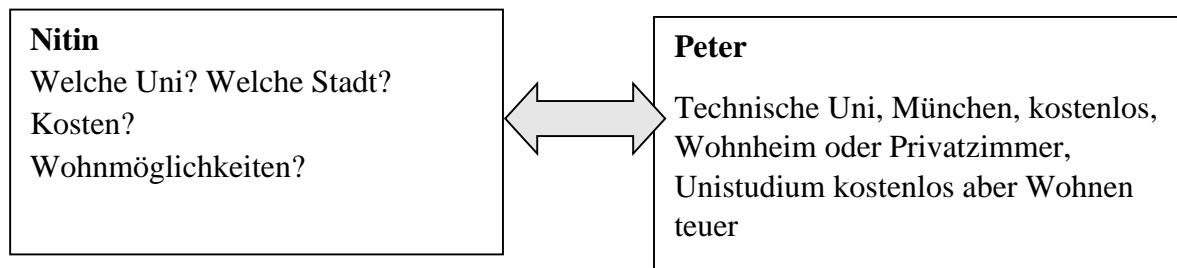 Nitin
Welche Uni? Welche Stadt?
Kosten?
Wohnmöglichkeiten?
Peter
Technische Uni, München, kostenlos,
Wohnheim oder Privatzimmer,
Unistudium kostenlos aber Wohnen
teuer